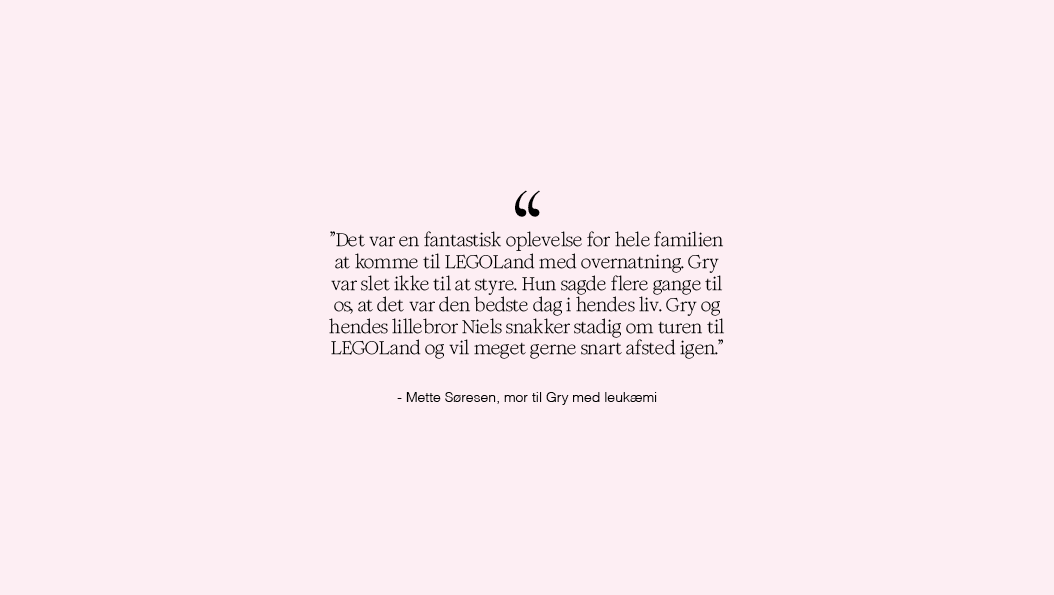 “
”Det var en fantastisk oplevelse for hele familien
at komme til LEGOLand med overnatning. Gry
var slet ikke til at styre. Hun sagde flere gange til
os, at det var den bedste dag i hendes liv. Gry og
hendes lillebror Niels snakker stadig om turen til
LEGOLand og vil meget gerne snart afsted igen.”
- Mette Søresen, mor til Gry med leukæmi